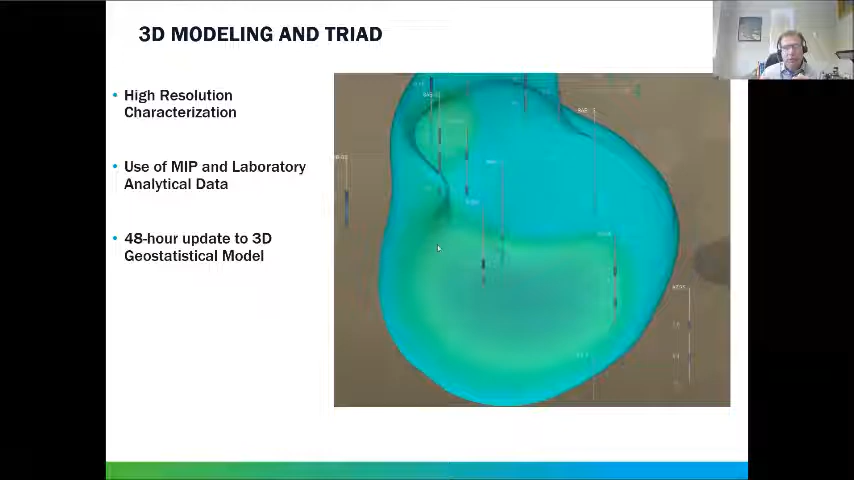 3D MODELING AND TRIAD
• High Resolution
Characterization
• Use of MIP and Laboratory
Analytical Data
• 48-hour update to 3D
Geostatistical Model